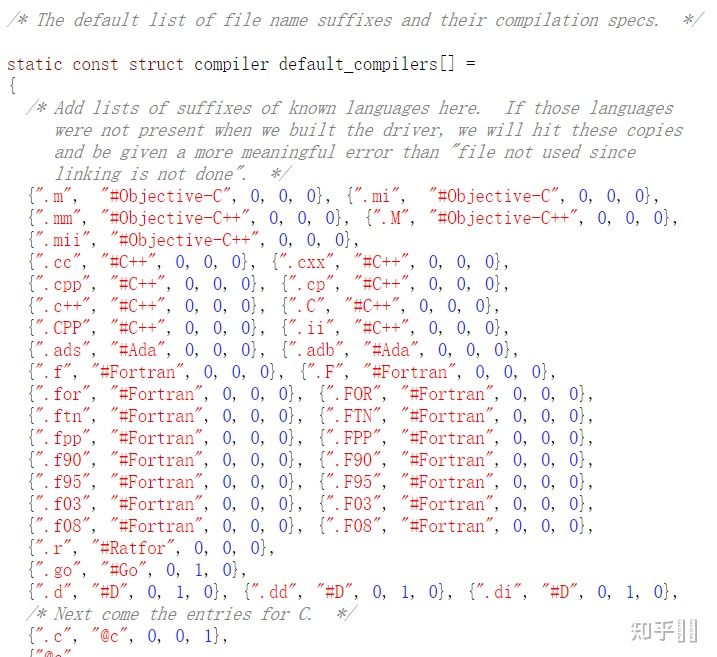 /* The default list of file name suffixes and their compilation specs.  */
static const struct compiler default_compilers[] =
{
  /* Add lists of suffixes of known languages here.  If those languages
     were not present when we built the driver, we will hit these copies
     and be given a more meaningful error than "file not used since
     linking is not done".  */
  {".m",  "#Objective-C", 0, 0, 0}, {".mi",  "#Objective-C", 0, 0, 0},
  {".mm", "#Objective-C++", 0, 0, 0}, {".M", "#Objective-C++", 0, 0, 0},
  {".mii", "#Objective-C++", 0, 0, 0},
  {".cc", "#C++", 0, 0, 0}, {".cxx", "#C++", 0, 0, 0},
  {".cpp", "#C++", 0, 0, 0}, {".cp", "#C++", 0, 0, 0},
  {".c++", "#C++", 0, 0, 0}, {".C", "#C++", 0, 0, 0},
  {".CPP", "#C++", 0, 0, 0}, {".ii", "#C++", 0, 0, 0},
  {".ads", "#Ada", 0, 0, 0}, {".adb", "#Ada", 0, 0, 0},
  {".f", "#Fortran", 0, 0, 0}, {".F", "#Fortran", 0, 0, 0},
  {".for", "#Fortran", 0, 0, 0}, {".FOR", "#Fortran", 0, 0, 0},
  {".ftn", "#Fortran", 0, 0, 0}, {".FTN", "#Fortran", 0, 0, 0},
  {".fpp", "#Fortran", 0, 0, 0}, {".FPP", "#Fortran", 0, 0, 0},
  {".f90", "#Fortran", 0, 0, 0}, {".F90", "#Fortran", 0, 0, 0},
  {".f95", "#Fortran", 0, 0, 0}, {".F95", "#Fortran", 0, 0, 0},
  {".f03", "#Fortran", 0, 0, 0}, {".F03", "#Fortran", 0, 0, 0},
  {".f08", "#Fortran", 0, 0, 0}, {".F08", "#Fortran", 0, 0, 0},
  {".r", "#Ratfor", 0, 0, 0},
  {".go", "#Go", 0, 1, 0},
  {".d", "#D", 0, 1, 0}, {".dd", "#D", 0, 1, 0}, {".di", "#D", 0, 1, 0},
  /* Next come the entries for C.  */
  {".c", "@c", 0, 0, 1},
知乎